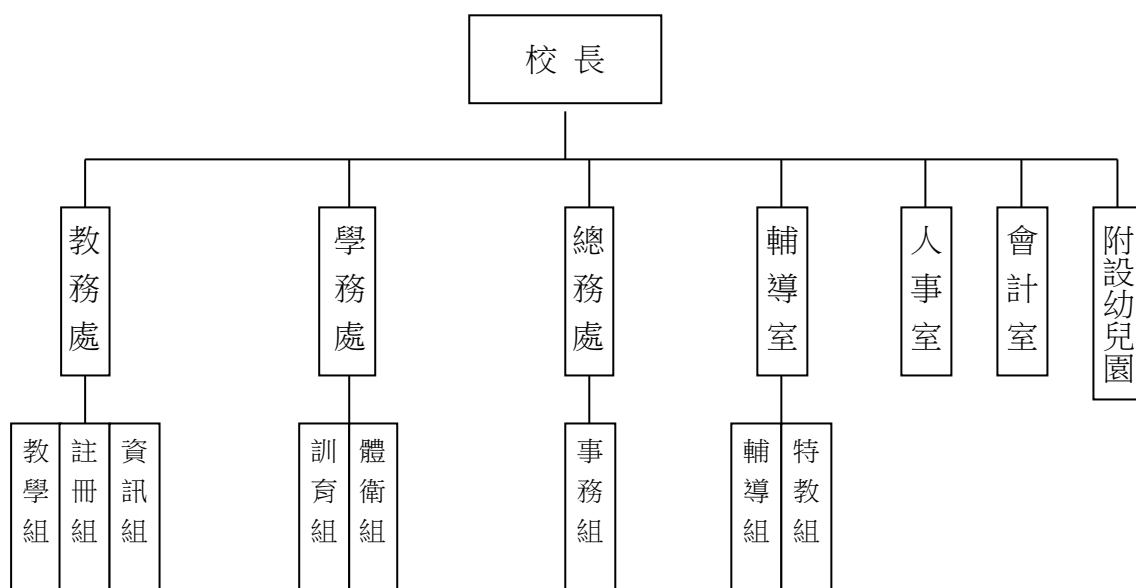 校 長
教務處
學務處
總務處
輔導室
人事室
會計室
附設幼兒園
教學組
註冊組
資訊組
訓育組
體衛組
事務組
輔導組
特教組